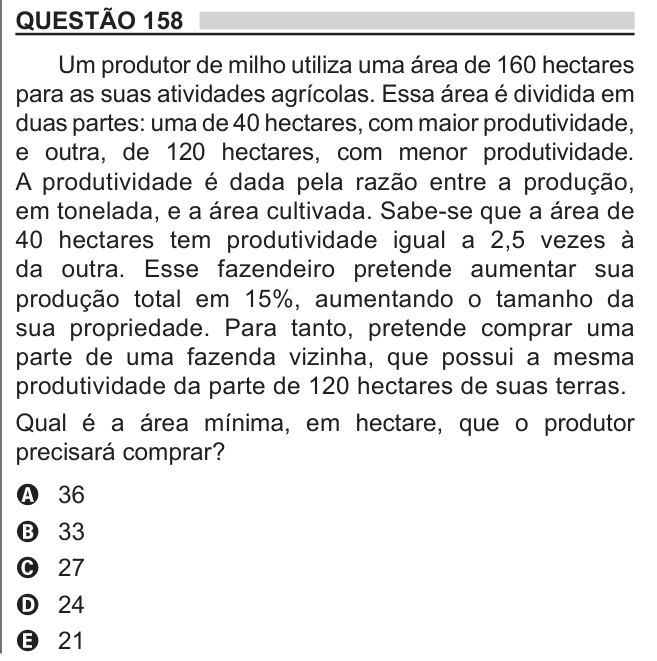 QUESTÃO 158
Um produtor de milho utiliza uma área de 160 hectares
para as suas atividades agrícolas. Essa área é dividida em
duas partes: uma de 40 hectares, com maior produtividade,
e outra, de 120 hectares, com menor produtividade.
A produtividade é dada pela razão entre a produção,
em tonelada, e a área cultivada. Sabe-se que a área de
40 hectares tem produtividade igual a 2,5 vezes à
da outra. Esse fazendeiro pretende aumentar sua
produção total em 15%, aumentando o tamanho da
sua propriedade. Para tanto, pretende comprar uma
parte de uma fazenda vizinha, que possui a mesma
produtividade da parte de 120 hectares de suas terras.
Qual é a área mínima, em hectare, que o produtor
precisará comprar?
A 36
B 33
C 27
D 24
E 21